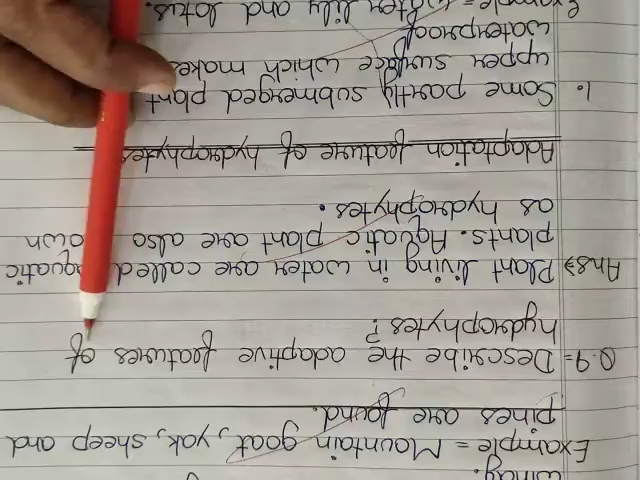 windy.
Example = Mountain goat, yak, sheep and
pines are found.
Q.9= Describe the adaptive features of
hydrophytes?
Ans→ Plant living in water are called aquatic
plants. Aquatic plant are also known
as hydrophytes.
Adaptation feature of hydrophytes
1. Some partly submerged plant
upper surface which makes
waterproof
Example = Water lily and lotus.